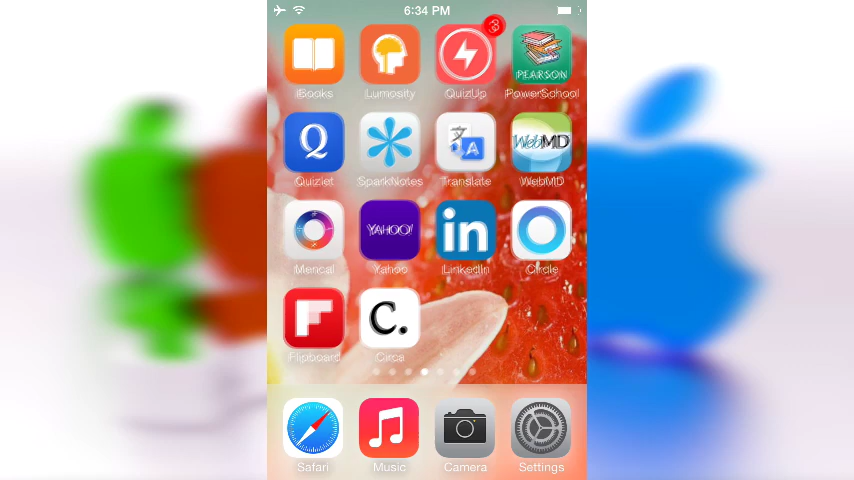 6:34 PM
3
iBooks Lumosity QuizUp PowerSchool
PEARSON
Q
Quizlet SparkNotes Translate WebMD
A
WebMD
YAHOO!
in
Merical Yahoo LinkedIn Circle
C.
Flipboard Circa
Safari Music Camera Settings